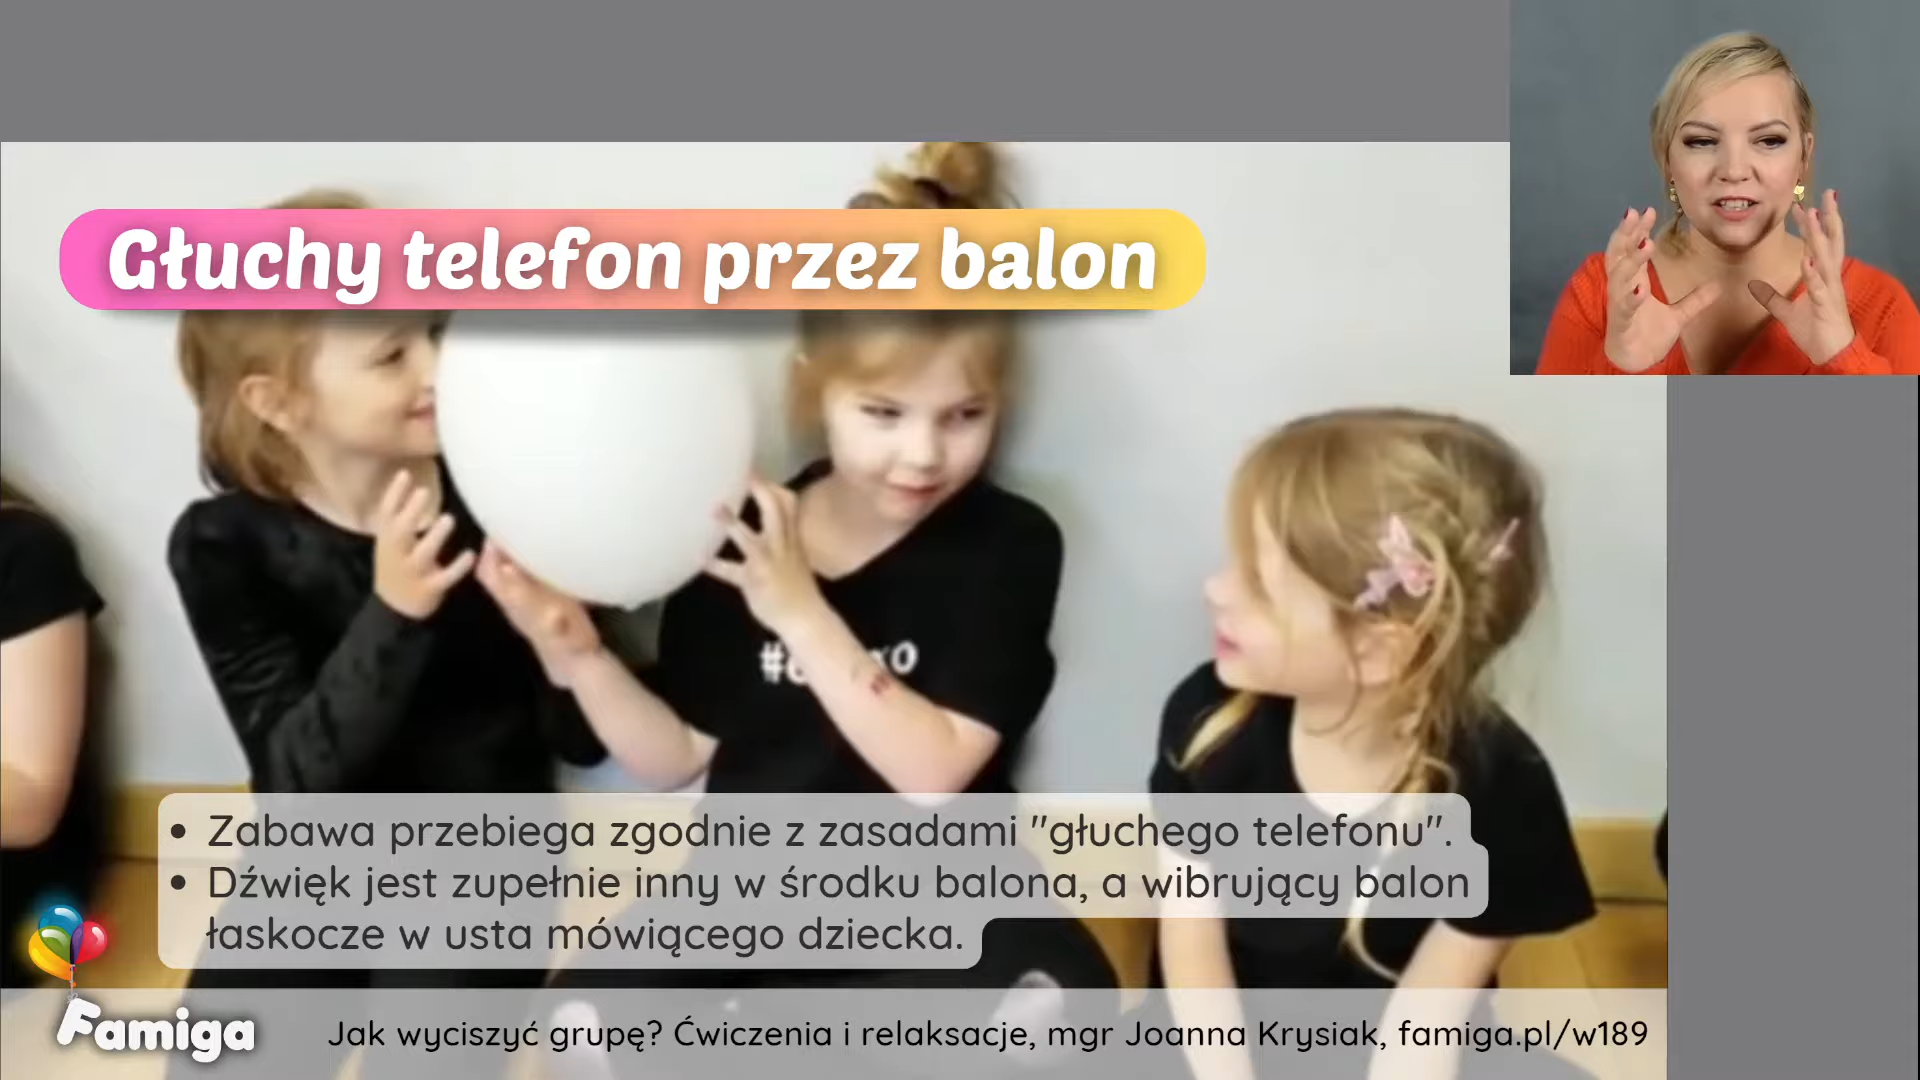 Głuchy telefon przez balon
• Zabawa przebiega zgodnie z zasadami "głuchego telefonu".
• Dźwięk jest zupełnie inny w środku balona, a wibrujący balon
łaskocze w usta mówiącego dziecka.
Famiga
Jak wyciszyć grupę? Ćwiczenia i relaksacje, mgr Joanna Krysiak, famiga.pl/w189